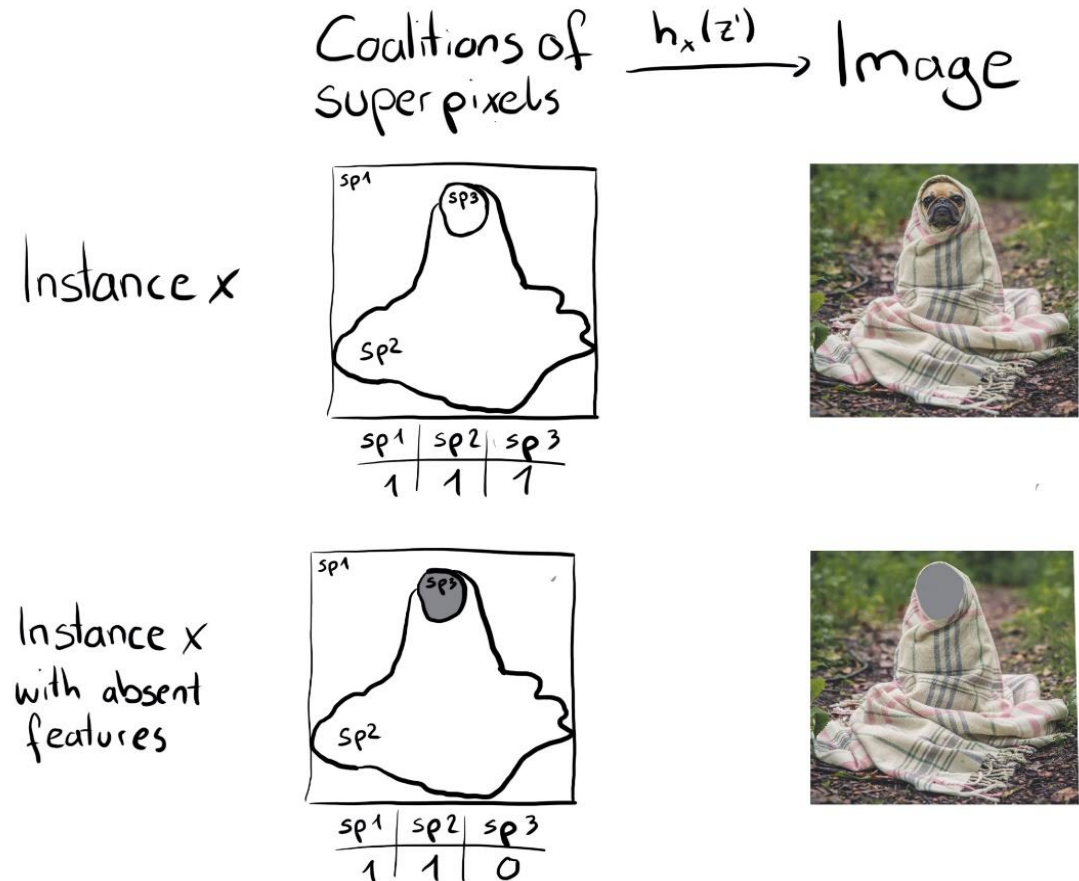 Coalitions of
superpixels
hₓ(z')
Image
Instance x
sp1
sp3
sp2
sp1 sp2 sp3
1 1 1
Instance x
with absent
features
sp1
sp3
sp2
sp1 sp2 sp3
1 1 0